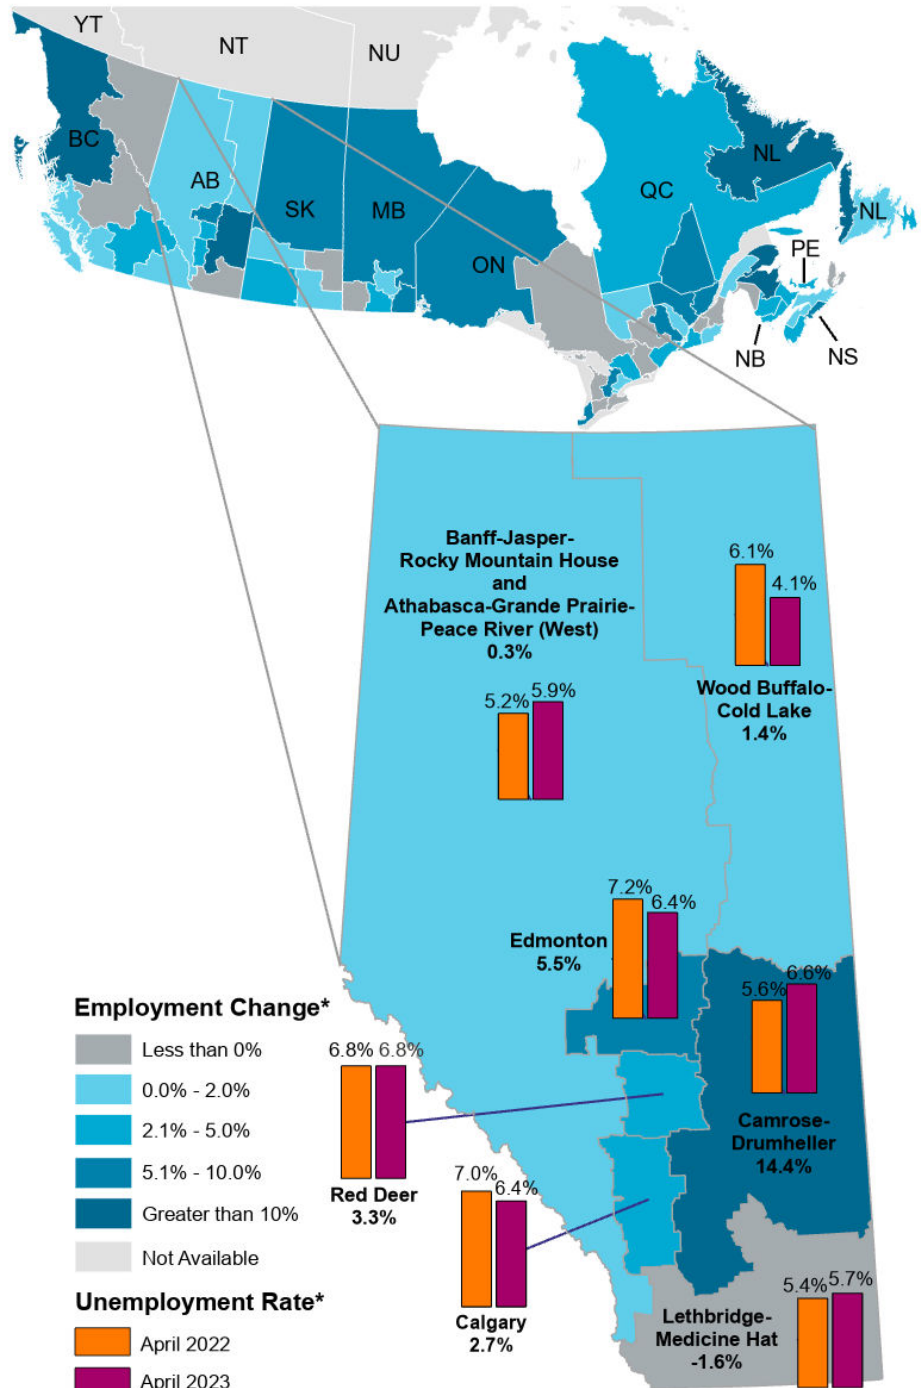 YT
NT
NU
BC
AB
SK
MB
ON
QC
NL
NL
PE
NB
NS
Banff-Jasper-
Rocky Mountain House
and
Athabasca-Grande Prairie-
Peace River (West)
0.3%
5.2%
5.9%
6.1%
4.1%
Wood Buffalo-
Cold Lake
1.4%
7.2%
6.4%
Edmonton
5.5%
5.6%
6.6%
Camrose-
Drumheller
14.4%
6.8%
6.8%
Red Deer
3.3%
7.0%
6.4%
Calgary
2.7%
5.4%
5.7%
Lethbridge-
Medicine Hat
-1.6%
Employment Change*
Less than 0%
0.0% - 2.0%
2.1% - 5.0%
5.1% - 10.0%
Greater than 10%
Not Available
Unemployment Rate*
April 2022
April 2023